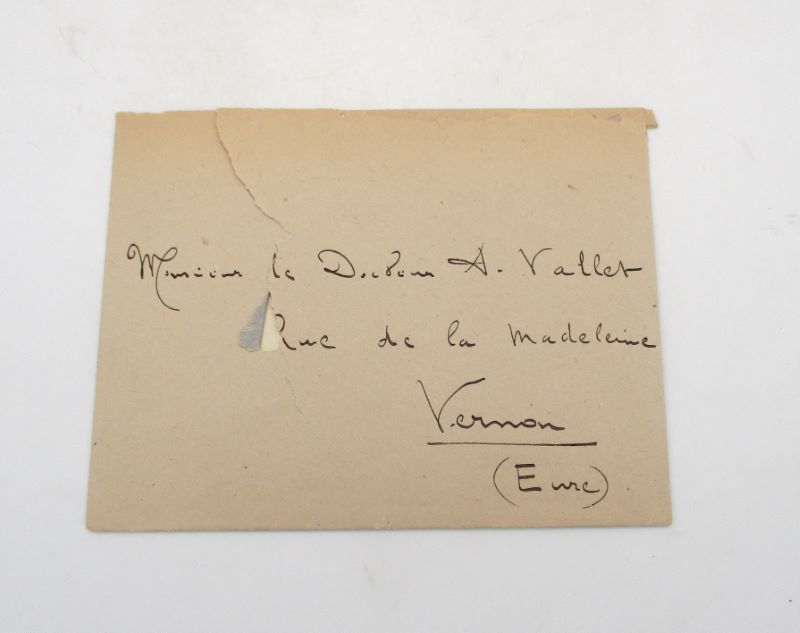 Monsieur le Docteur A. Vallet
Rue de la Madeleine
Vernon
(Eure)